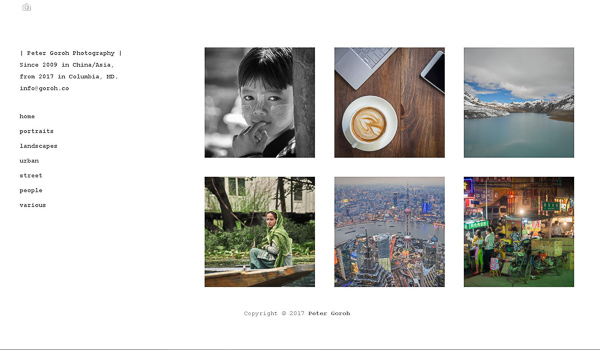 | Peter Goroh Photography |
Since 2009 in China/Asia,
from 2017 in Columbia, MD.
info@goroh.co
home
portraits
landscapes
urban
street
people
various
Copyright © 2017 Peter Goroh